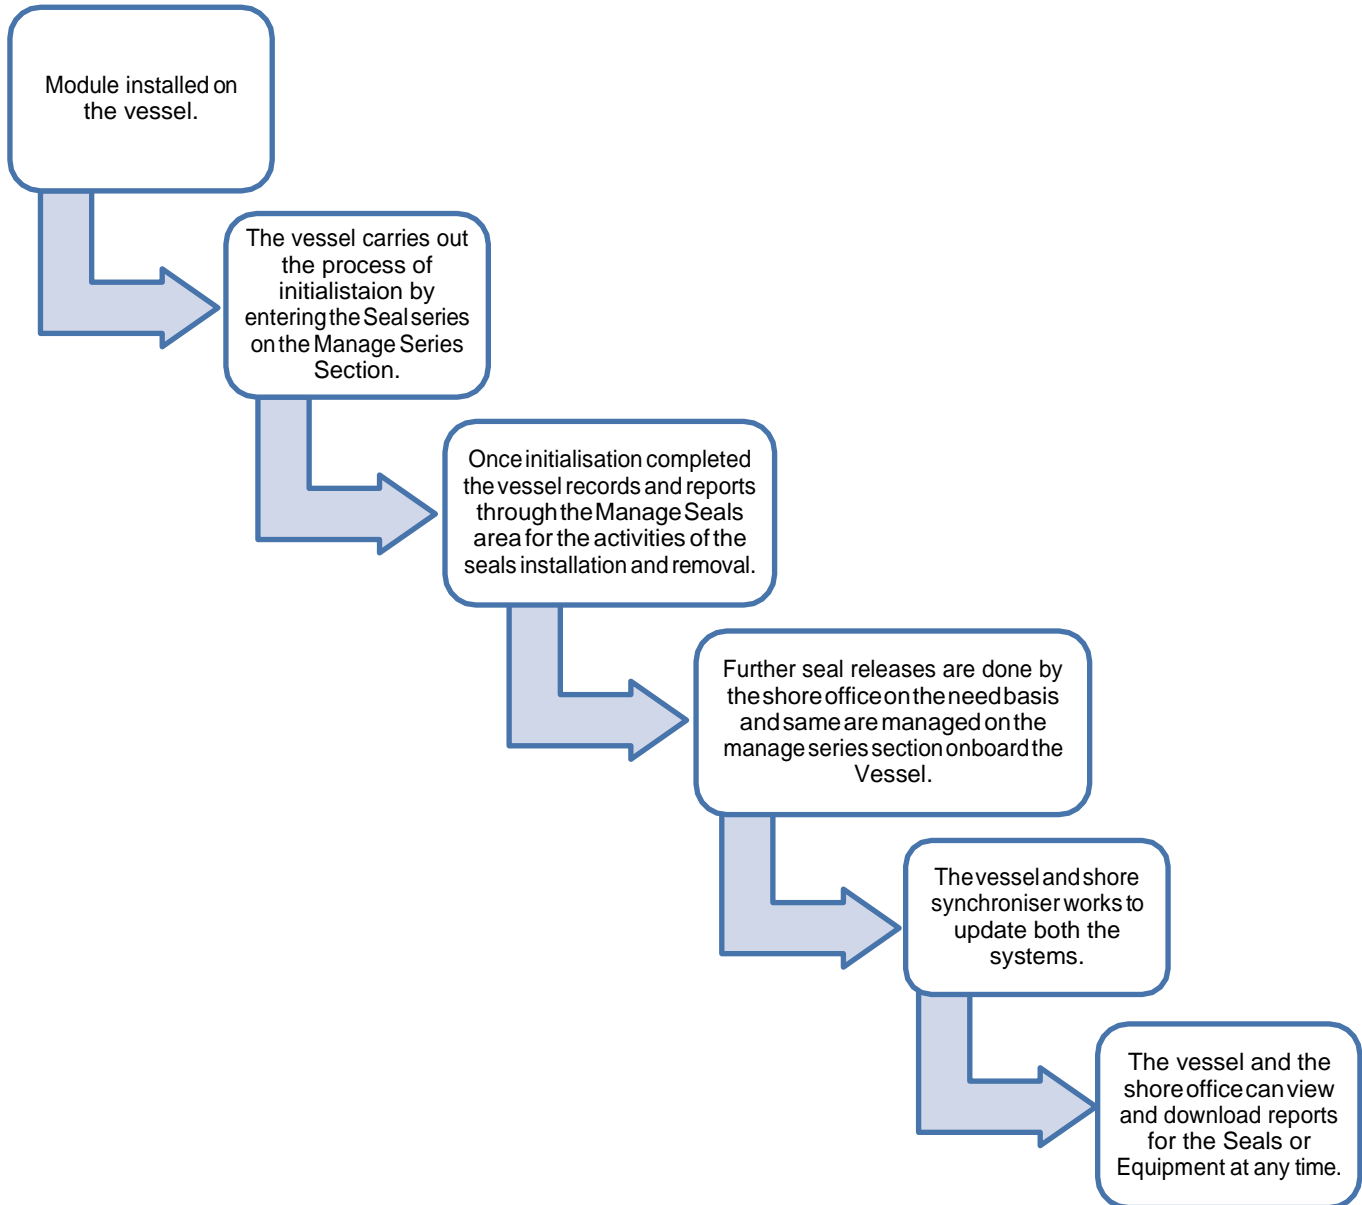 Module installed on
the vessel.
The vessel carries out
the process of
initialistaion by
entering the Seal series
on the Manage Series
Section.
Once initialisation completed
the vessel records and reports
through the Manage Seals
area for the activities of the
seals installation and removal.
Further seal releases are done by
the shore office on the need basis
and same are managed on the
manage series section onboard the
Vessel.
The vessel and shore
synchroniser works to
update both the
systems.
The vessel and the
shore office can view
and download reports
for the Seals or
Equipment at any time.